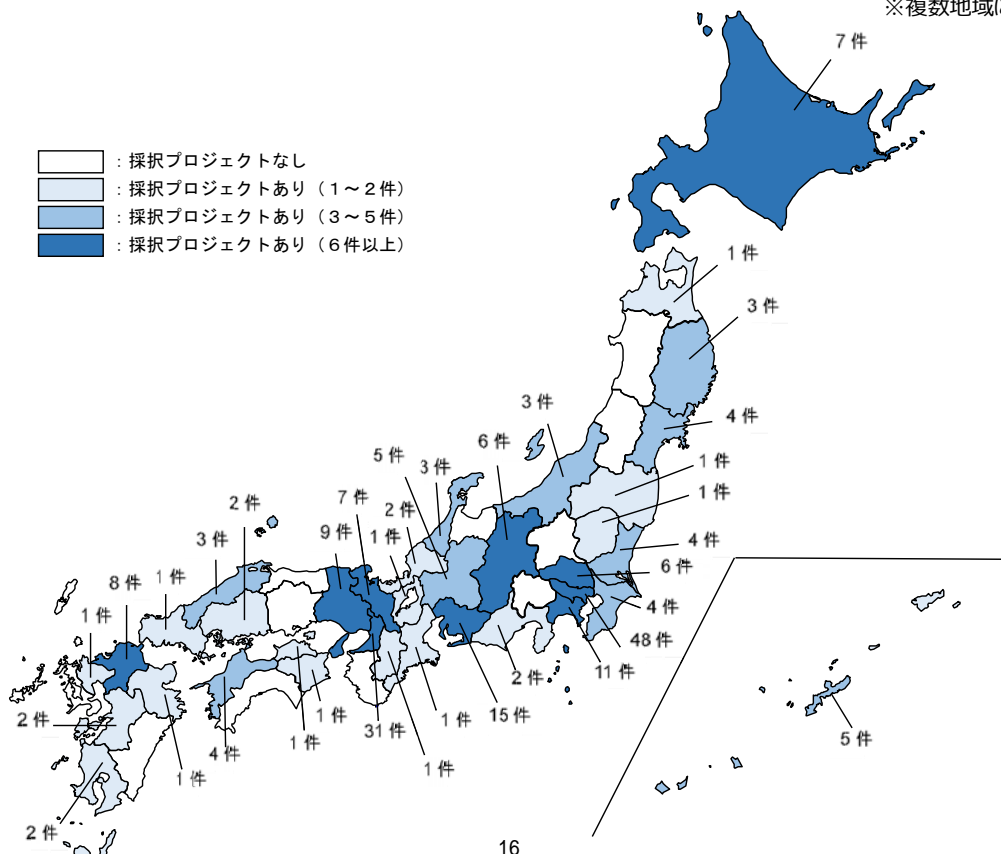 ※複数地域に
7件
：採択プロジェクトなし
：採択プロジェクトあり（1～2件）
：採択プロジェクトあり（3～5件）
：採択プロジェクトあり（6件以上）
1件
3件
3件
4件
6件
5件
3件
1件
7件
2件
1件
2件
9件
1件
3件
4件
8件
1件
6件
1件
4件
48件
11件
2件
15件
1件
2件
1件
31件
5件
4件
1件
1件
1件
2件
16